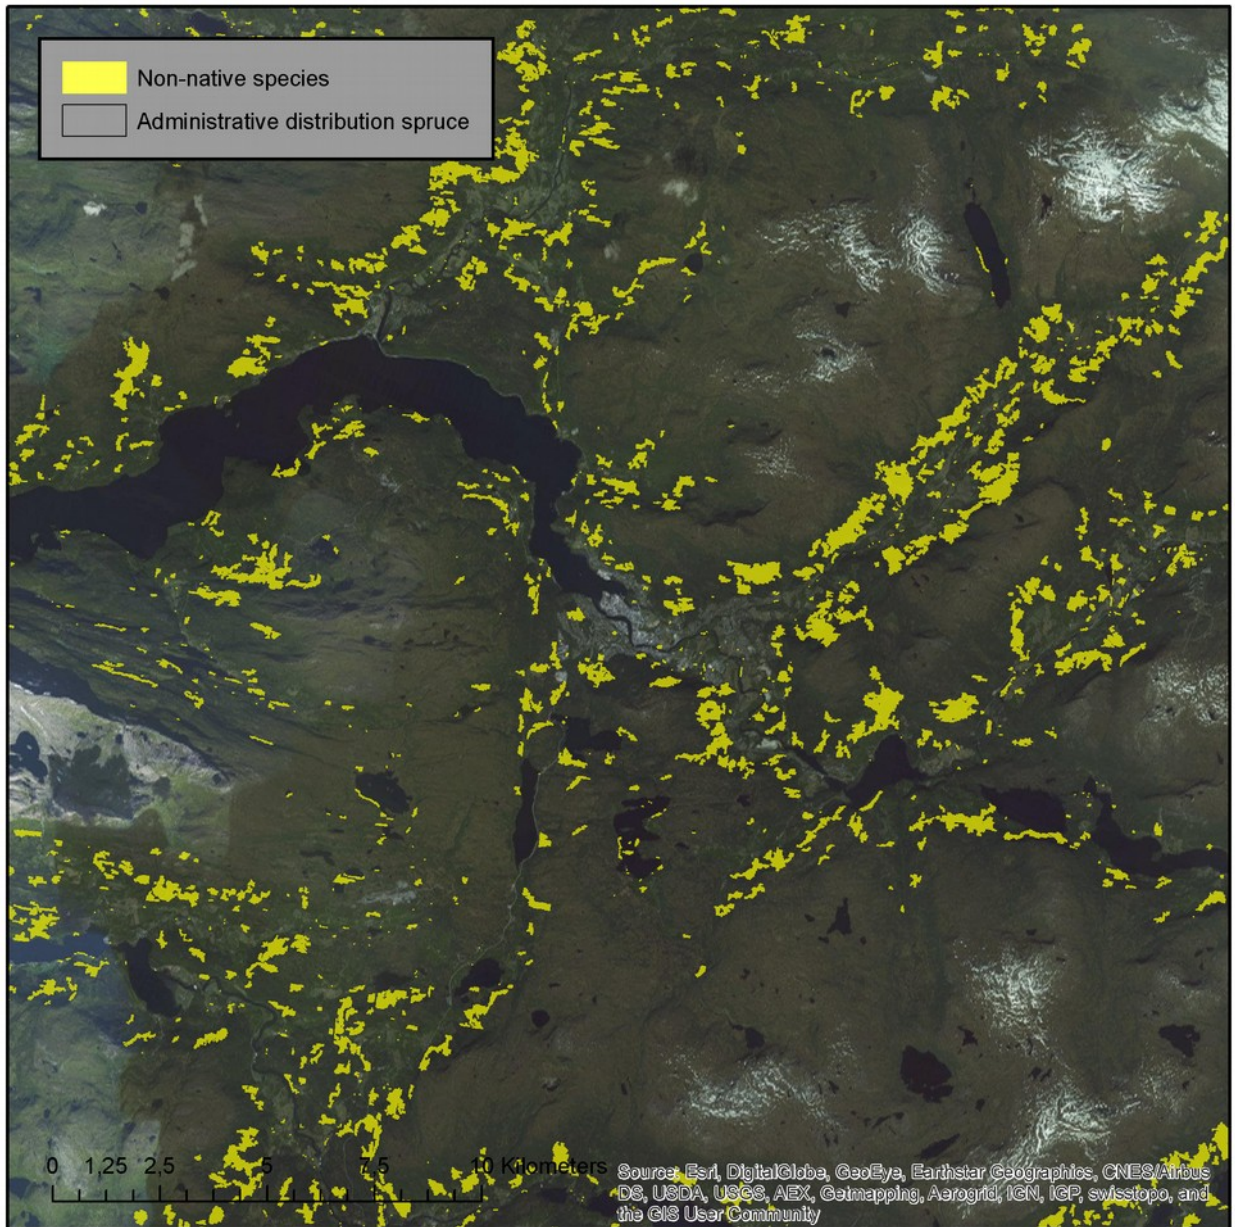 Non-native species
Administrative distribution spruce
0 1,25 2,5 5 7,5 10 Kilometers
Source: Esri, DigitalGlobe, GeoEye, Earthstar Geographics, CNES/Airbus
DS, USDA, USGS, AEX, Getmapping, Aerogrid, IGN, IGP, swisstopo, and
the GIS User Community